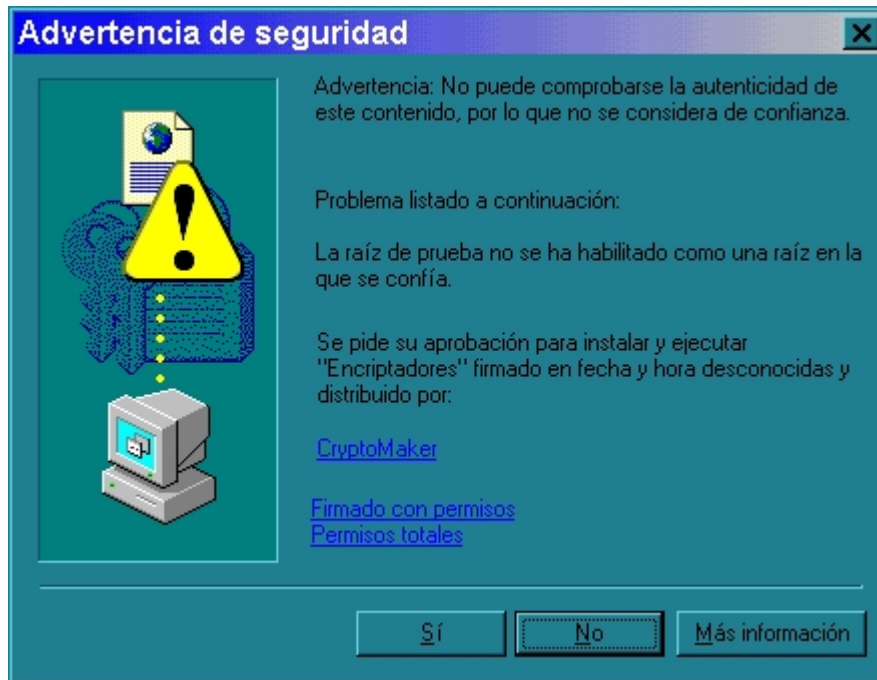 Advertencia de seguridad
Advertencia: No puede comprobarse la autenticidad de
este contenido, por lo que no se considera de confianza.
Problema listado a continuación:
La raíz de prueba no se ha habilitado como una raíz en la
que se confía.
Se pide su aprobación para instalar y ejecutar
"Encriptadores" firmado en fecha y hora desconocidas y
distribuido por:
CryptoMaker
Firmado con permisos
Permisos totales
Sí
No
Más información